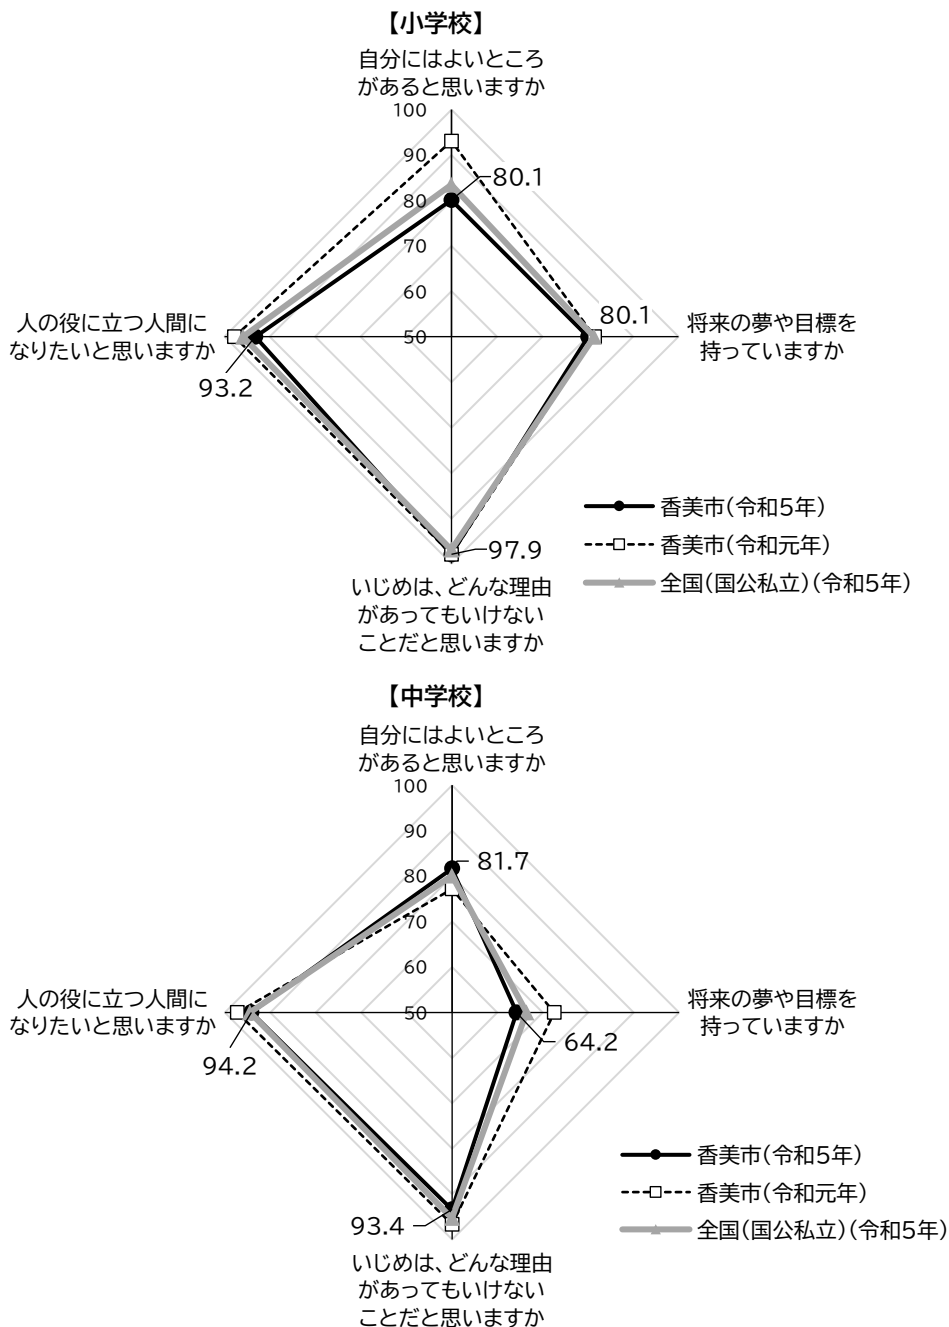 【小学校】
自分にはよいところ
があると思いますか
100
90
80.1
80
70
60
人の役に立つ人間に
なりたいと思いますか
50
80.1
将来の夢や目標を
持っていますか
93.2
97.9
いじめは、どんな理由
があってもいけない
ことだと思いますか
香美市(令和5年)
香美市(令和元年)
全国(国公私立)(令和5年)
【中学校】
自分にはよいところ
があると思いますか
100
90
81.7
80
70
60
人の役に立つ人間に
なりたいと思いますか
50
将来の夢や目標を
持っていますか
64.2
94.2
93.4
いじめは、どんな理由
があってもいけない
ことだと思いますか
香美市(令和5年)
香美市(令和元年)
全国(国公私立)(令和5年)